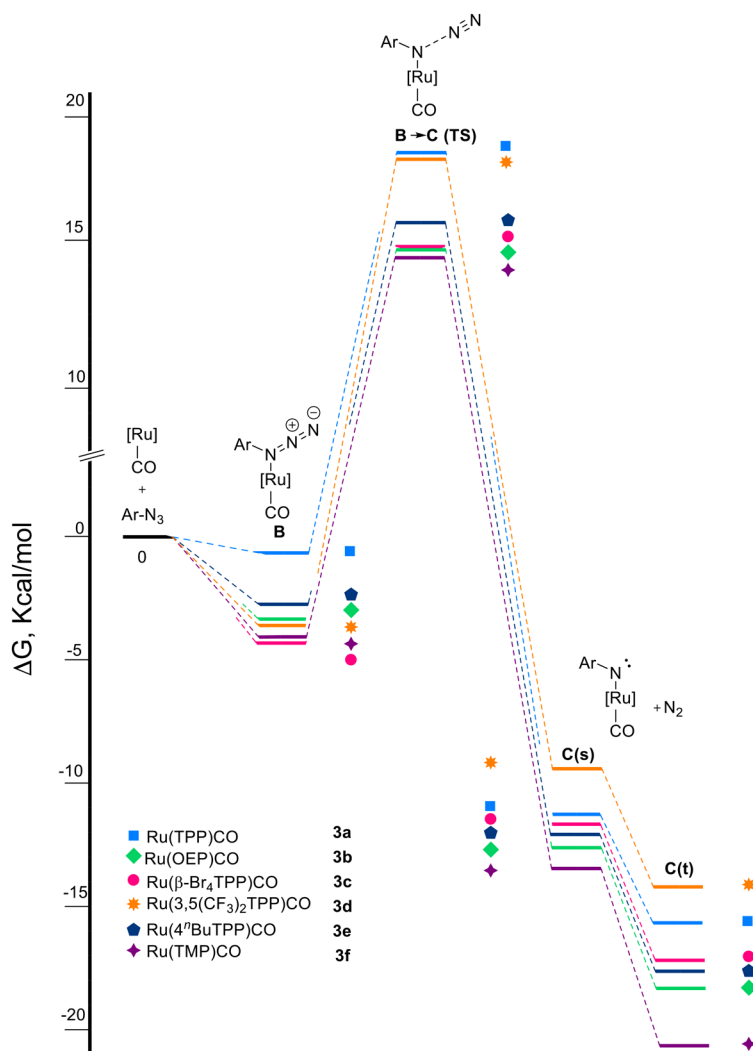 N
N
Ar
N
[Ru]
CO
B → C (TS)
20
15
10
0
-5
-10
-15
-20
ΔG, Kcal/mol
[Ru]
CO
+
Ar-N₃
0
Ar
N
⊕
N
⊖
N
[Ru]
CO
B
Ar
N
[Ru]
CO
+ N₂
C(s)
C(t)
Ru(TPP)CO 3a
Ru(OEP)CO 3b
Ru(β-Br₄TPP)CO 3c
Ru(3,5(CF₃)₂TPP)CO 3d
Ru(4ⁿBuTPP)CO 3e
Ru(TMP)CO 3f